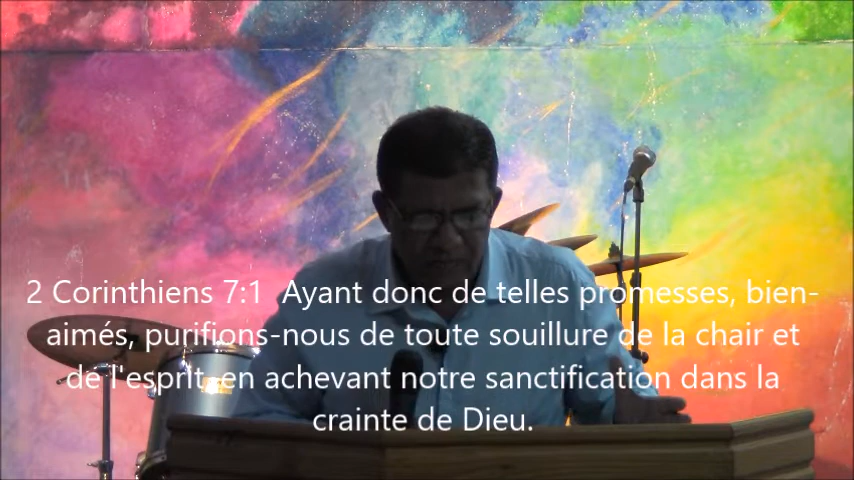 2 Corinthiens 7:1  Ayant donc de telles promesses, bien-
aimés, purifions-nous de toute souillure de la chair et
de l'esprit, en achevant notre sanctification dans la
crainte de Dieu.